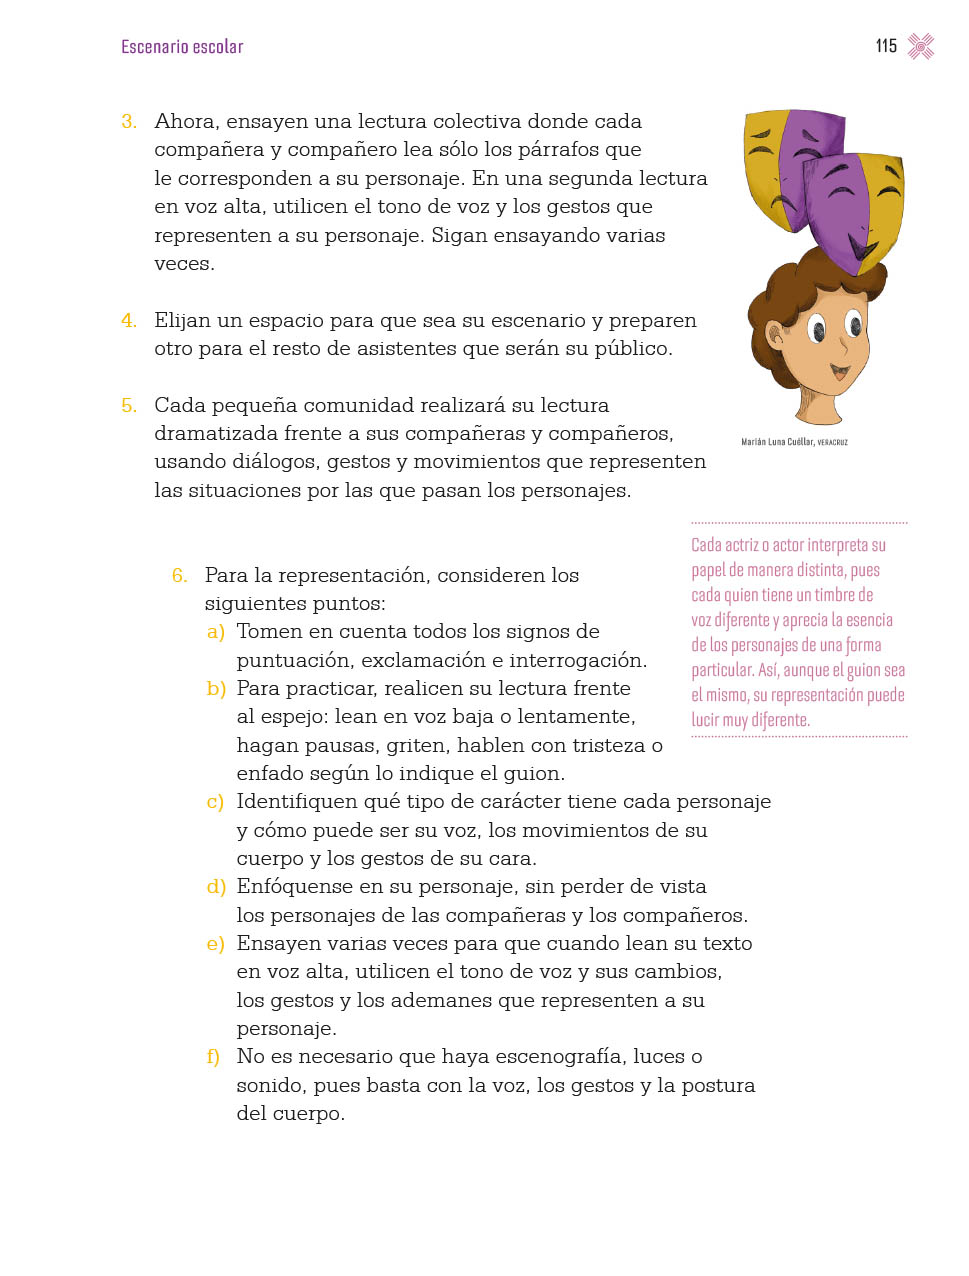 Escenario escolar
115
3. Ahora, ensayen una lectura colectiva donde cada
compañera y compañero lea sólo los párrafos que
le corresponden a su personaje. En una segunda lectura
en voz alta, utilicen el tono de voz y los gestos que
representen a su personaje. Sigan ensayando varias
veces.
4. Elijan un espacio para que sea su escenario y preparen
otro para el resto de asistentes que serán su público.
5. Cada pequeña comunidad realizará su lectura
dramatizada frente a sus compañeras y compañeros,
usando diálogos, gestos y movimientos que representen
las situaciones por las que pasan los personajes.
Marián Luna Cuéllar, VERACRUZ
Cada actriz o actor interpreta su
papel de manera distinta, pues
cada quien tiene un timbre de
voz diferente y aprecia la esencia
de los personajes de una forma
particular. Así, aunque el guion sea
el mismo, su representación puede
lucir muy diferente.
6. Para la representación, consideren los
siguientes puntos:
a) Tomen en cuenta todos los signos de
puntuación, exclamación e interrogación.
b) Para practicar, realicen su lectura frente
al espejo: lean en voz baja o lentamente,
hagan pausas, griten, hablen con tristeza o
enfado según lo indique el guion.
c) Identifiquen qué tipo de carácter tiene cada personaje
y cómo puede ser su voz, los movimientos de su
cuerpo y los gestos de su cara.
d) Enfóquense en su personaje, sin perder de vista
los personajes de las compañeras y los compañeros.
e) Ensayen varias veces para que cuando lean su texto
en voz alta, utilicen el tono de voz y sus cambios,
los gestos y los ademanes que representen a su
personaje.
f) No es necesario que haya escenografía, luces o
sonido, pues basta con la voz, los gestos y la postura
del cuerpo.